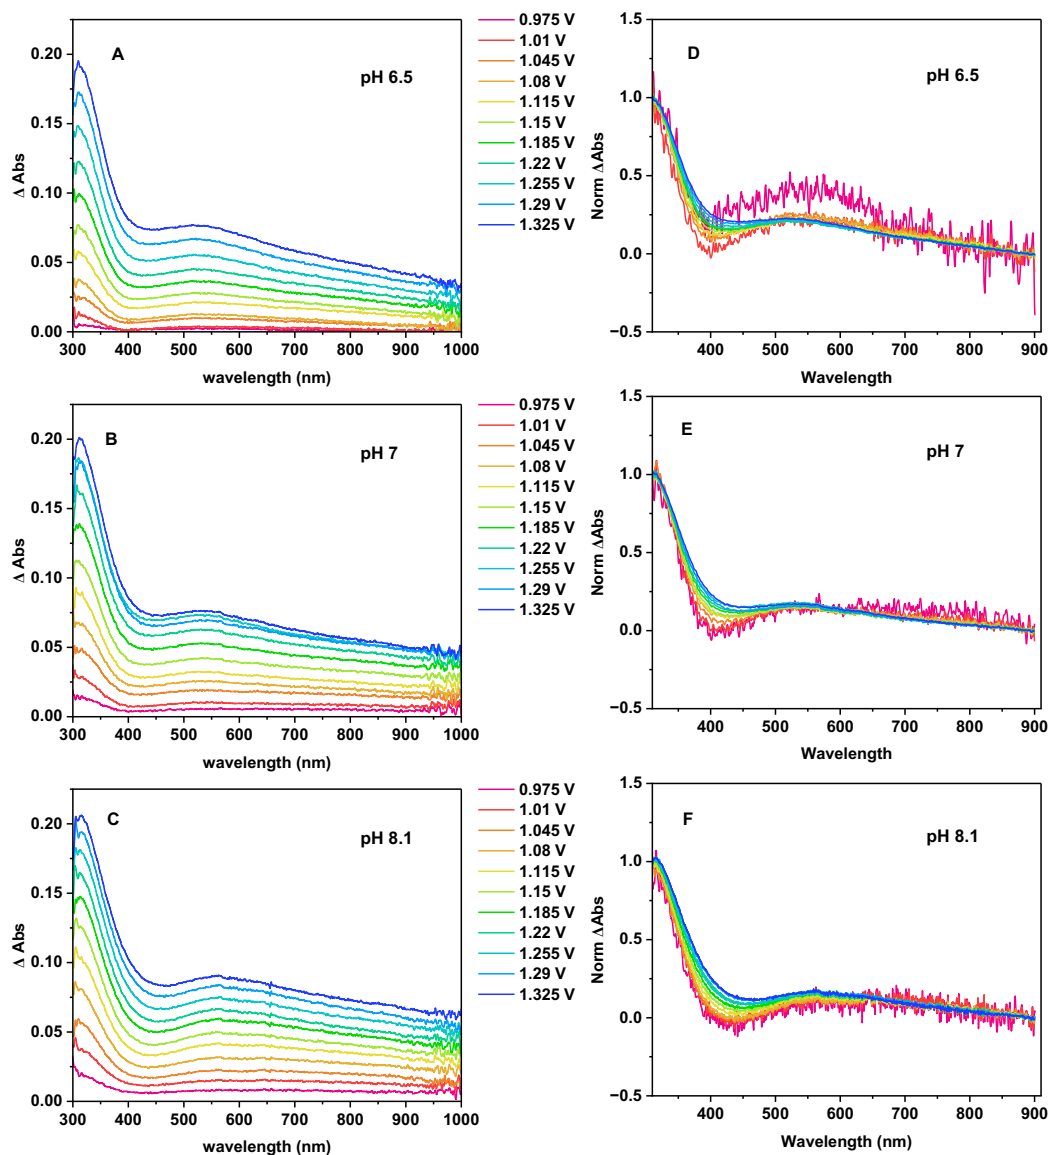 A
pH 6.5
Δ Abs
0.20
0.15
0.10
0.05
0.00
300 400 500 600 700 800 900 1000
wavelength (nm)
0.975 V
1.01 V
1.045 V
1.08 V
1.115 V
1.15 V
1.185 V
1.22 V
1.255 V
1.29 V
1.325 V
D
pH 6.5
Norm ΔAbs
1.5
1.0
0.5
0.0
−0.5
400 500 600 700 800 900
Wavelength
B
pH 7
Δ Abs
0.20
0.15
0.10
0.05
0.00
300 400 500 600 700 800 900 1000
wavelength (nm)
0.975 V
1.01 V
1.045 V
1.08 V
1.115 V
1.15 V
1.185 V
1.22 V
1.255 V
1.29 V
1.325 V
E
pH 7
Norm ΔAbs
1.5
1.0
0.5
0.0
−0.5
400 500 600 700 800 900
Wavelength
C
pH 8.1
Δ Abs
0.20
0.15
0.10
0.05
0.00
300 400 500 600 700 800 900 1000
wavelength (nm)
0.975 V
1.01 V
1.045 V
1.08 V
1.115 V
1.15 V
1.185 V
1.22 V
1.255 V
1.29 V
1.325 V
F
pH 8.1
Norm ΔAbs
1.5
1.0
0.5
0.0
−0.5
400 500 600 700 800 900
Wavelength (nm)